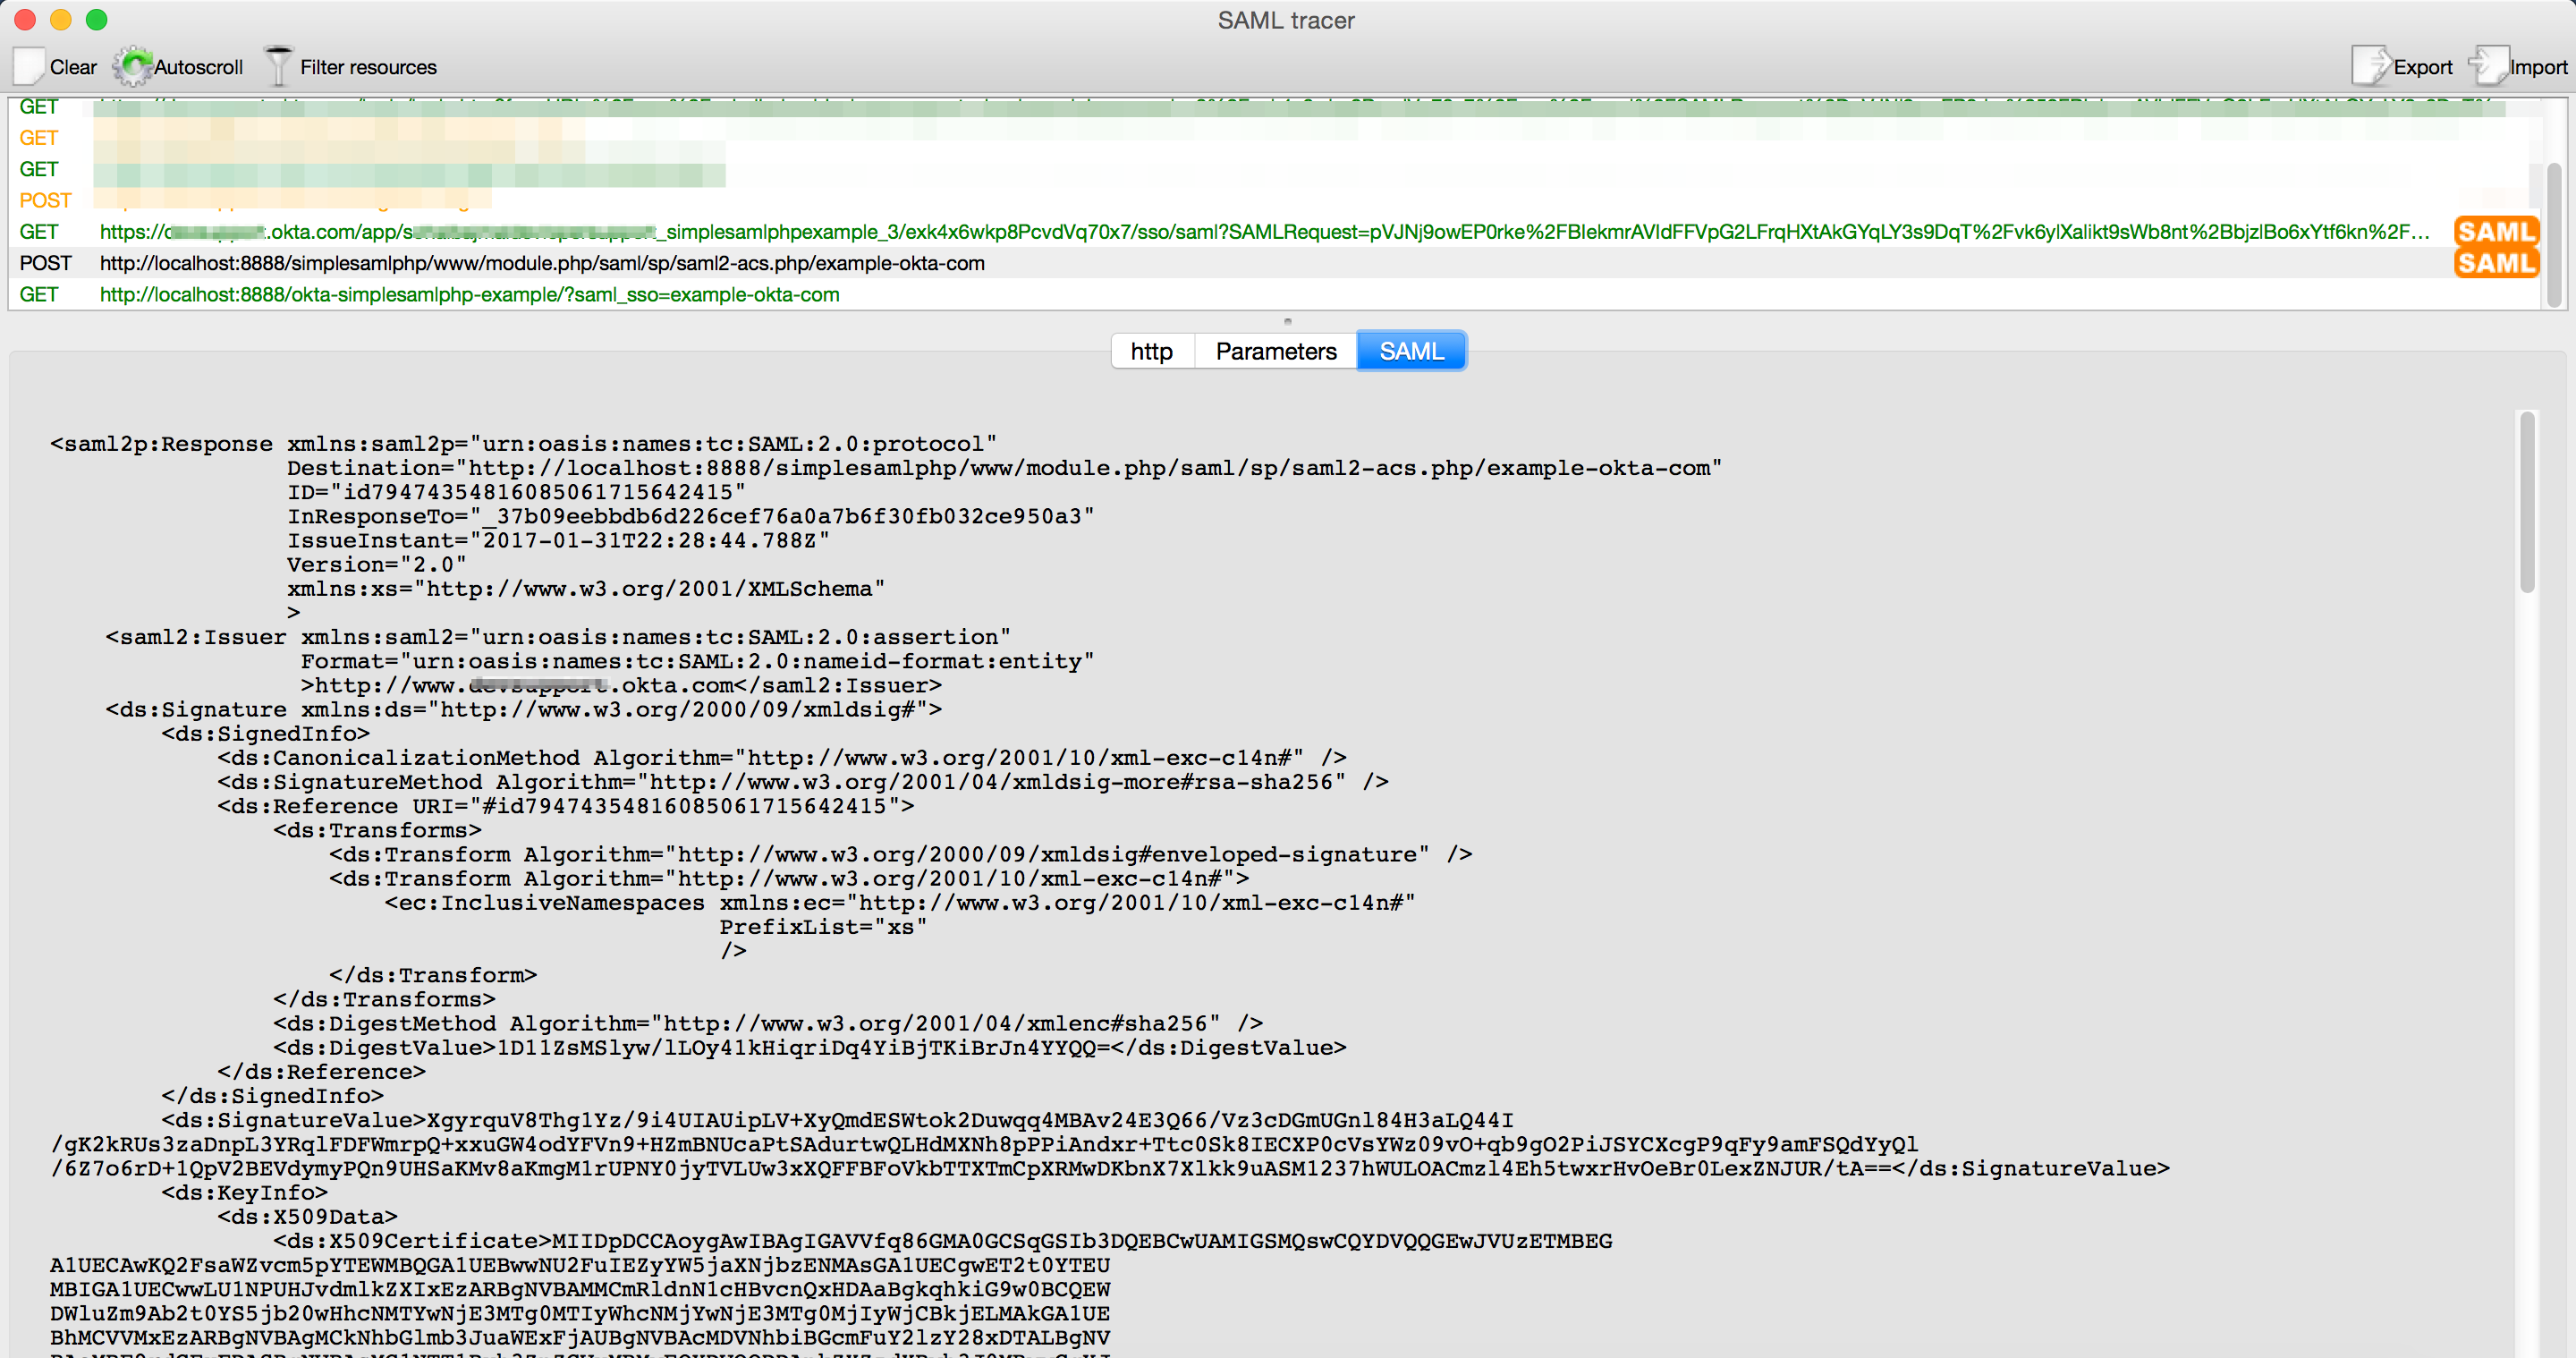 SAML tracer
Clear Autoscroll Filter resources Export Import
GET
GET
GET
POST
GET https:// .okta.com/app/ _simplesamlphpexample_3/exk4x6wkp8PcvdVq70x7/sso/saml?SAMLRequest=pVJNj9owEP0rke%2FBIekmrAVldFFVpG2LFrqHXtAkGYqLY3s9DqT%2Fvk6ylXalikt9sWb8nt%2BbjzlBo6xYtf6kn%2F... SAML
POST http://localhost:8888/simplesamlphp/www/module.php/saml/sp/saml2-acs.php/example-okta-com SAML
GET http://localhost:8888/okta-simplesamlphp-example/?saml_sso=example-okta-com
http Parameters SAML
<saml2p:Response xmlns:saml2p="urn:oasis:names:tc:SAML:2.0:protocol"
Destination="http://localhost:8888/simplesamlphp/www/module.php/saml/sp/saml2-acs.php/example-okta-com"
ID="id79474354816085061715642415"
InResponseTo="_37b09eebbdb6d226cef76a0a7b6f30fb032ce950a3"
IssueInstant="2017-01-31T22:28:44.788Z"
Version="2.0"
xmlns:xs="http://www.w3.org/2001/XMLSchema"
>
<saml2:Issuer xmlns:saml2="urn:oasis:names:tc:SAML:2.0:assertion"
Format="urn:oasis:names:tc:SAML:2.0:nameid-format:entity"
>http://www. .okta.com</saml2:Issuer>
<ds:Signature xmlns:ds="http://www.w3.org/2000/09/xmldsig#">
<ds:SignedInfo>
<ds:CanonicalizationMethod Algorithm="http://www.w3.org/2001/10/xml-exc-c14n#" />
<ds:SignatureMethod Algorithm="http://www.w3.org/2001/04/xmldsig-more#rsa-sha256" />
<ds:Reference URI="#id79474354816085061715642415">
<ds:Transforms>
<ds:Transform Algorithm="http://www.w3.org/2000/09/xmldsig#enveloped-signature" />
<ds:Transform Algorithm="http://www.w3.org/2001/10/xml-exc-c14n#">
<ec:InclusiveNamespaces xmlns:ec="http://www.w3.org/2001/10/xml-exc-c14n#"
PrefixList="xs"
/>
</ds:Transform>
</ds:Transforms>
<ds:DigestMethod Algorithm="http://www.w3.org/2001/04/xmlenc#sha256" />
<ds:DigestValue>1D11ZsMSlyw/lLOy41kHiqriDq4YiBjTKiBrJn4YYQQ=</ds:DigestValue>
</ds:Reference>
</ds:SignedInfo>
<ds:SignatureValue>XgyrquV8Thg1Yz/9i4UIAUipLV+XyQmdESWtok2Duwqq4MBAv24E3Q66/Vz3cDGmUGnl84H3aLQ44I
/gK2kRUs3zaDnpL3YRqlFDFWmrpQ+xxuGW4odYFVn9+HZmBNUcaPtSAdurtwQLHdMXNh8pPPiAndxr+Ttc0Sk8IECXP0cVsYWz09vO+qb9gO2PiJSYCXcgP9qFy9amFSQdYyQl
/6Z7o6rD+1QpV2BEVdymyPQn9UHSaKMv8aKmgM1rUPNY0jyTVLUw3xXQFFBFoVkbTTXTmCpXRMwDKbnX7Xlkk9uASM1237hWULOACmzl4Eh5twxrHvOeBr0LexZNJUR/tA==</ds:SignatureValue>
<ds:KeyInfo>
<ds:X509Data>
<ds:X509Certificate>MIIDpDCCAoygAwIBAgIGAVVfq86GMA0GCSqGSIb3DQEBCwUAMIGSMQswCQYDVQQGEwJVUzETMBEG
A1UECAwKQ2FsaWZvcm5pYTEWMBQGA1UEBwwNU2FuIEZyYW5jaXNjbzENMAsGA1UECgwET2t0YTEU
MBIGA1UECwwLU1NPUHJvdmlkZXIxEzARBgNVBAMMCmRldnN1cHBvcnQxHDAaBgkqhkiG9w0BCQEW
DWluZm9Ab2t0YS5jb20wHhcNMTYwNjE3MTg0MTIyWhcNMjYwNjE3MTg0MjIyWjCBkjELMAkGA1UE
BhMCVVMxEzARBgNVBAgMCkNhbGlmb3JuaWExFjAUBgNVBAcMDVNhbiBGcmFuY2lzY28xDTALBgNV